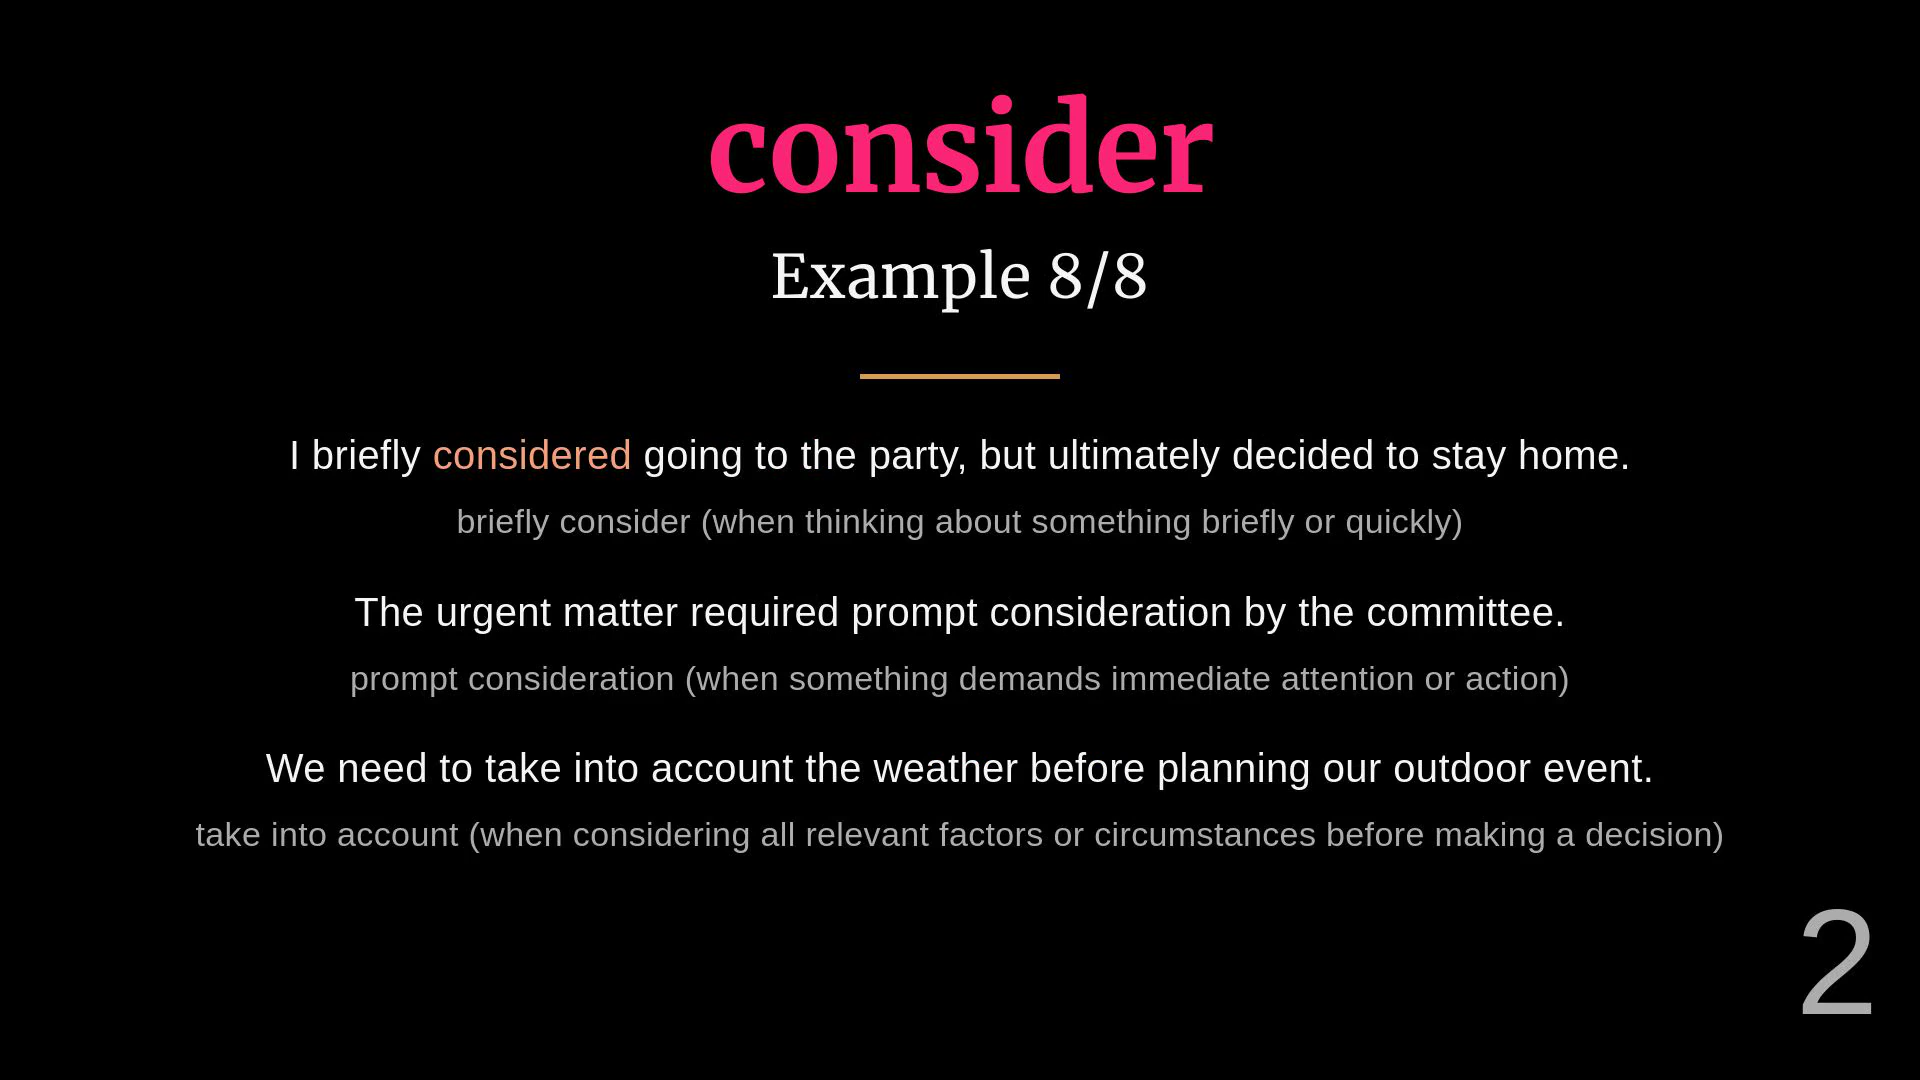 consider
Example 8/8
I briefly considered going to the party, but ultimately decided to stay home.
briefly consider (when thinking about something briefly or quickly)
The urgent matter required prompt consideration by the committee.
prompt consideration (when something demands immediate attention or action)
We need to take into account the weather before planning our outdoor event.
take into account (when considering all relevant factors or circumstances before making a decision)
2